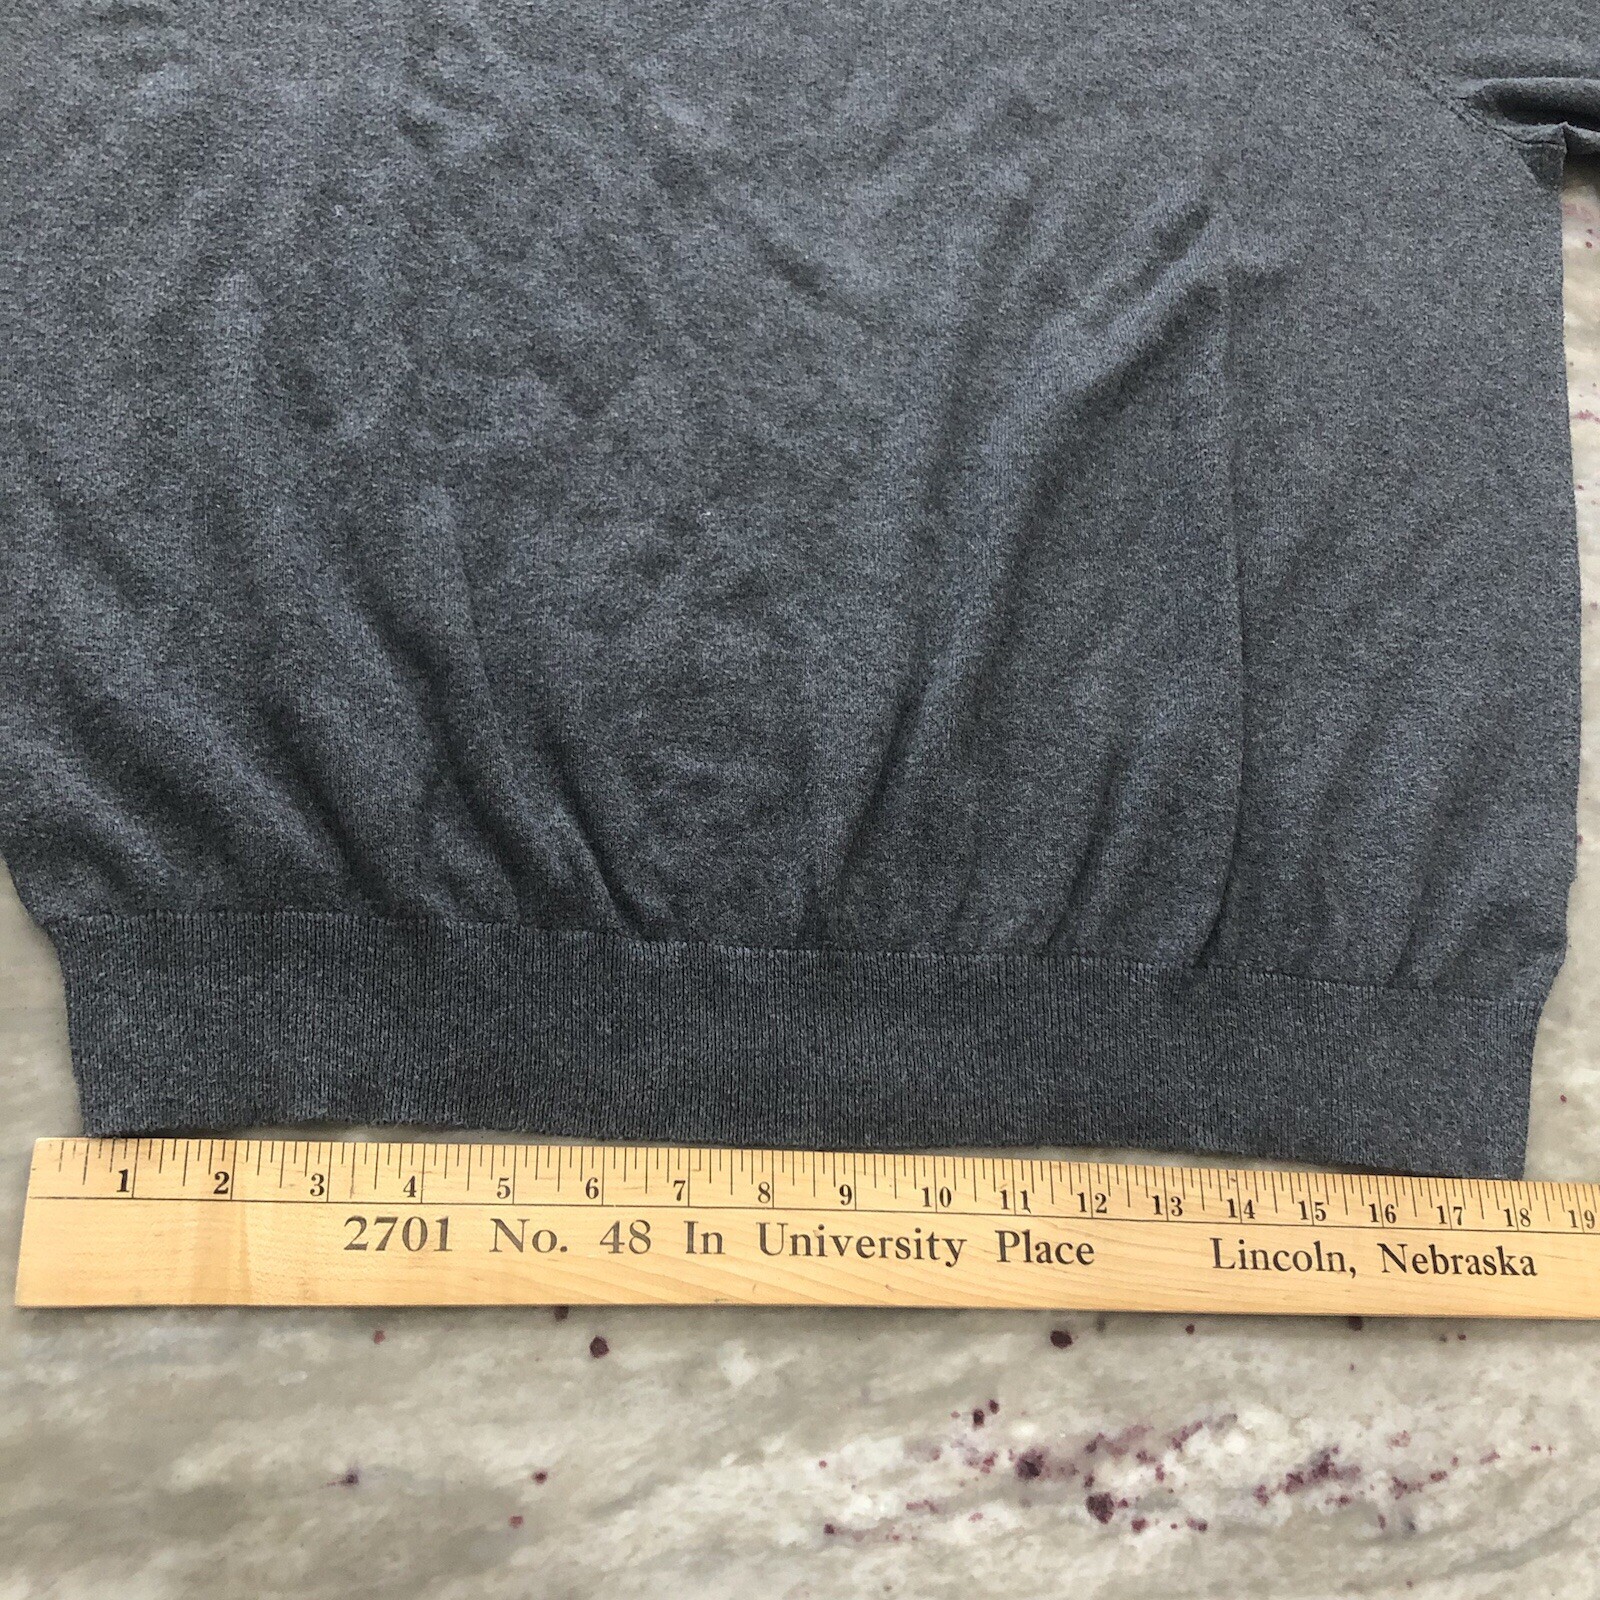 1 2 3 4 5 6 7 8 9 10 11 12 13 14 15 16 17 18 19
2701 No. 48 In University Place Lincoln, Nebraska